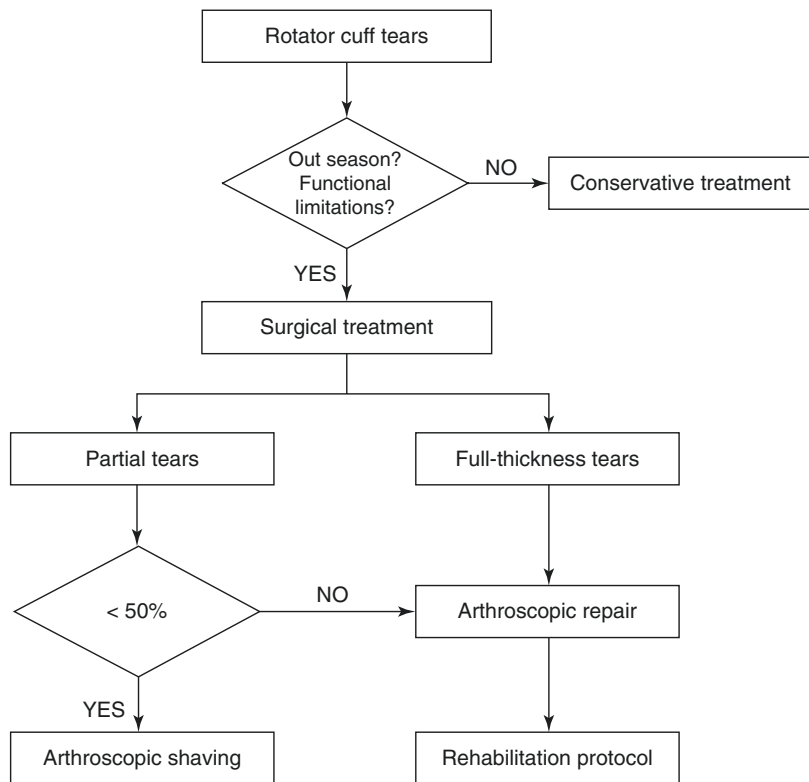 Rotator cuff tears
Out season?
Functional
limitations?
NO
Conservative treatment
YES
Surgical treatment
Partial tears
Full-thickness tears
< 50%
NO
Arthroscopic repair
YES
Arthroscopic shaving
Rehabilitation protocol